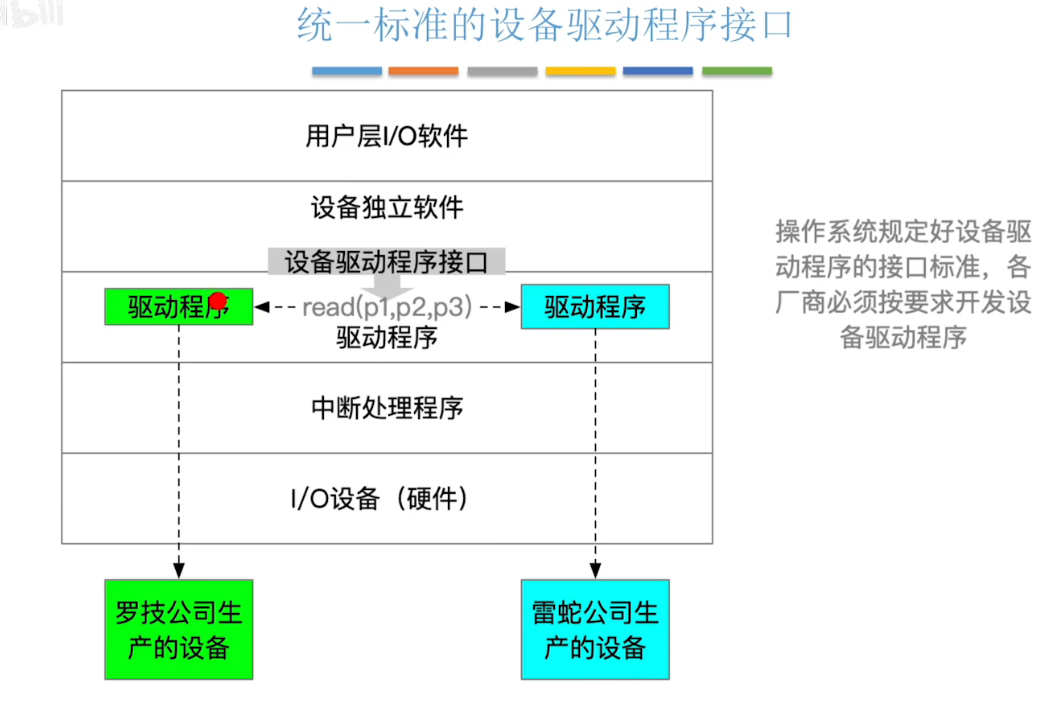 统一标准的设备驱动程序接口
用户层I/O软件
设备独立软件
设备驱动程序接口
驱动程序
read(p1,p2,p3)
驱动程序
驱动程序
中断处理程序
I/O设备（硬件）
罗技公司生
产的设备
雷蛇公司生
产的设备
操作系统规定好设备驱
动程序的接口标准，各
厂商必须按要求开发设
备驱动程序